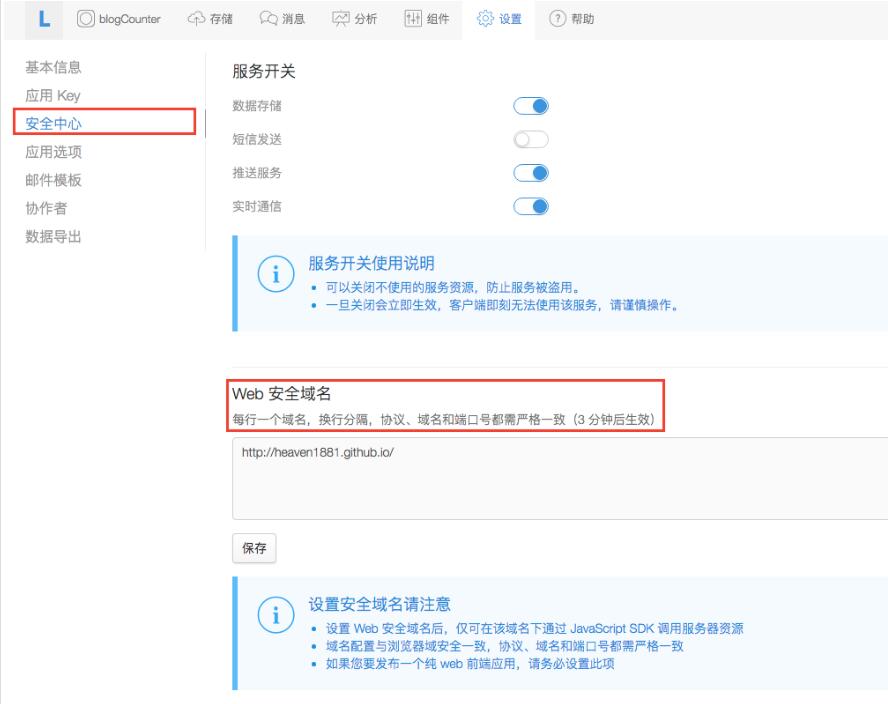 L blogCounter 存储 消息 分析 组件 设置 ? 帮助
基本信息
应用 Key
安全中心
应用选项
邮件模板
协作者
数据导出
服务开关
数据存储
短信发送
推送服务
实时通信
服务开关使用说明
可以关闭不使用的服务资源，防止服务被盗用。
一旦关闭会立即生效，客户端即刻无法使用该服务，请谨慎操作。
Web 安全域名
每行一个域名，换行分隔，协议、域名和端口号都需严格一致（3 分钟后生效）
http://heaven1881.github.io/
保存
设置安全域名请注意
设置 Web 安全域名后，仅可在该域名下通过 JavaScript SDK 调用服务器资源
域名配置与浏览器域安全一致，协议、域名和端口号都需严格一致
如果您要发布一个纯 web 前端应用，请务必设置此项